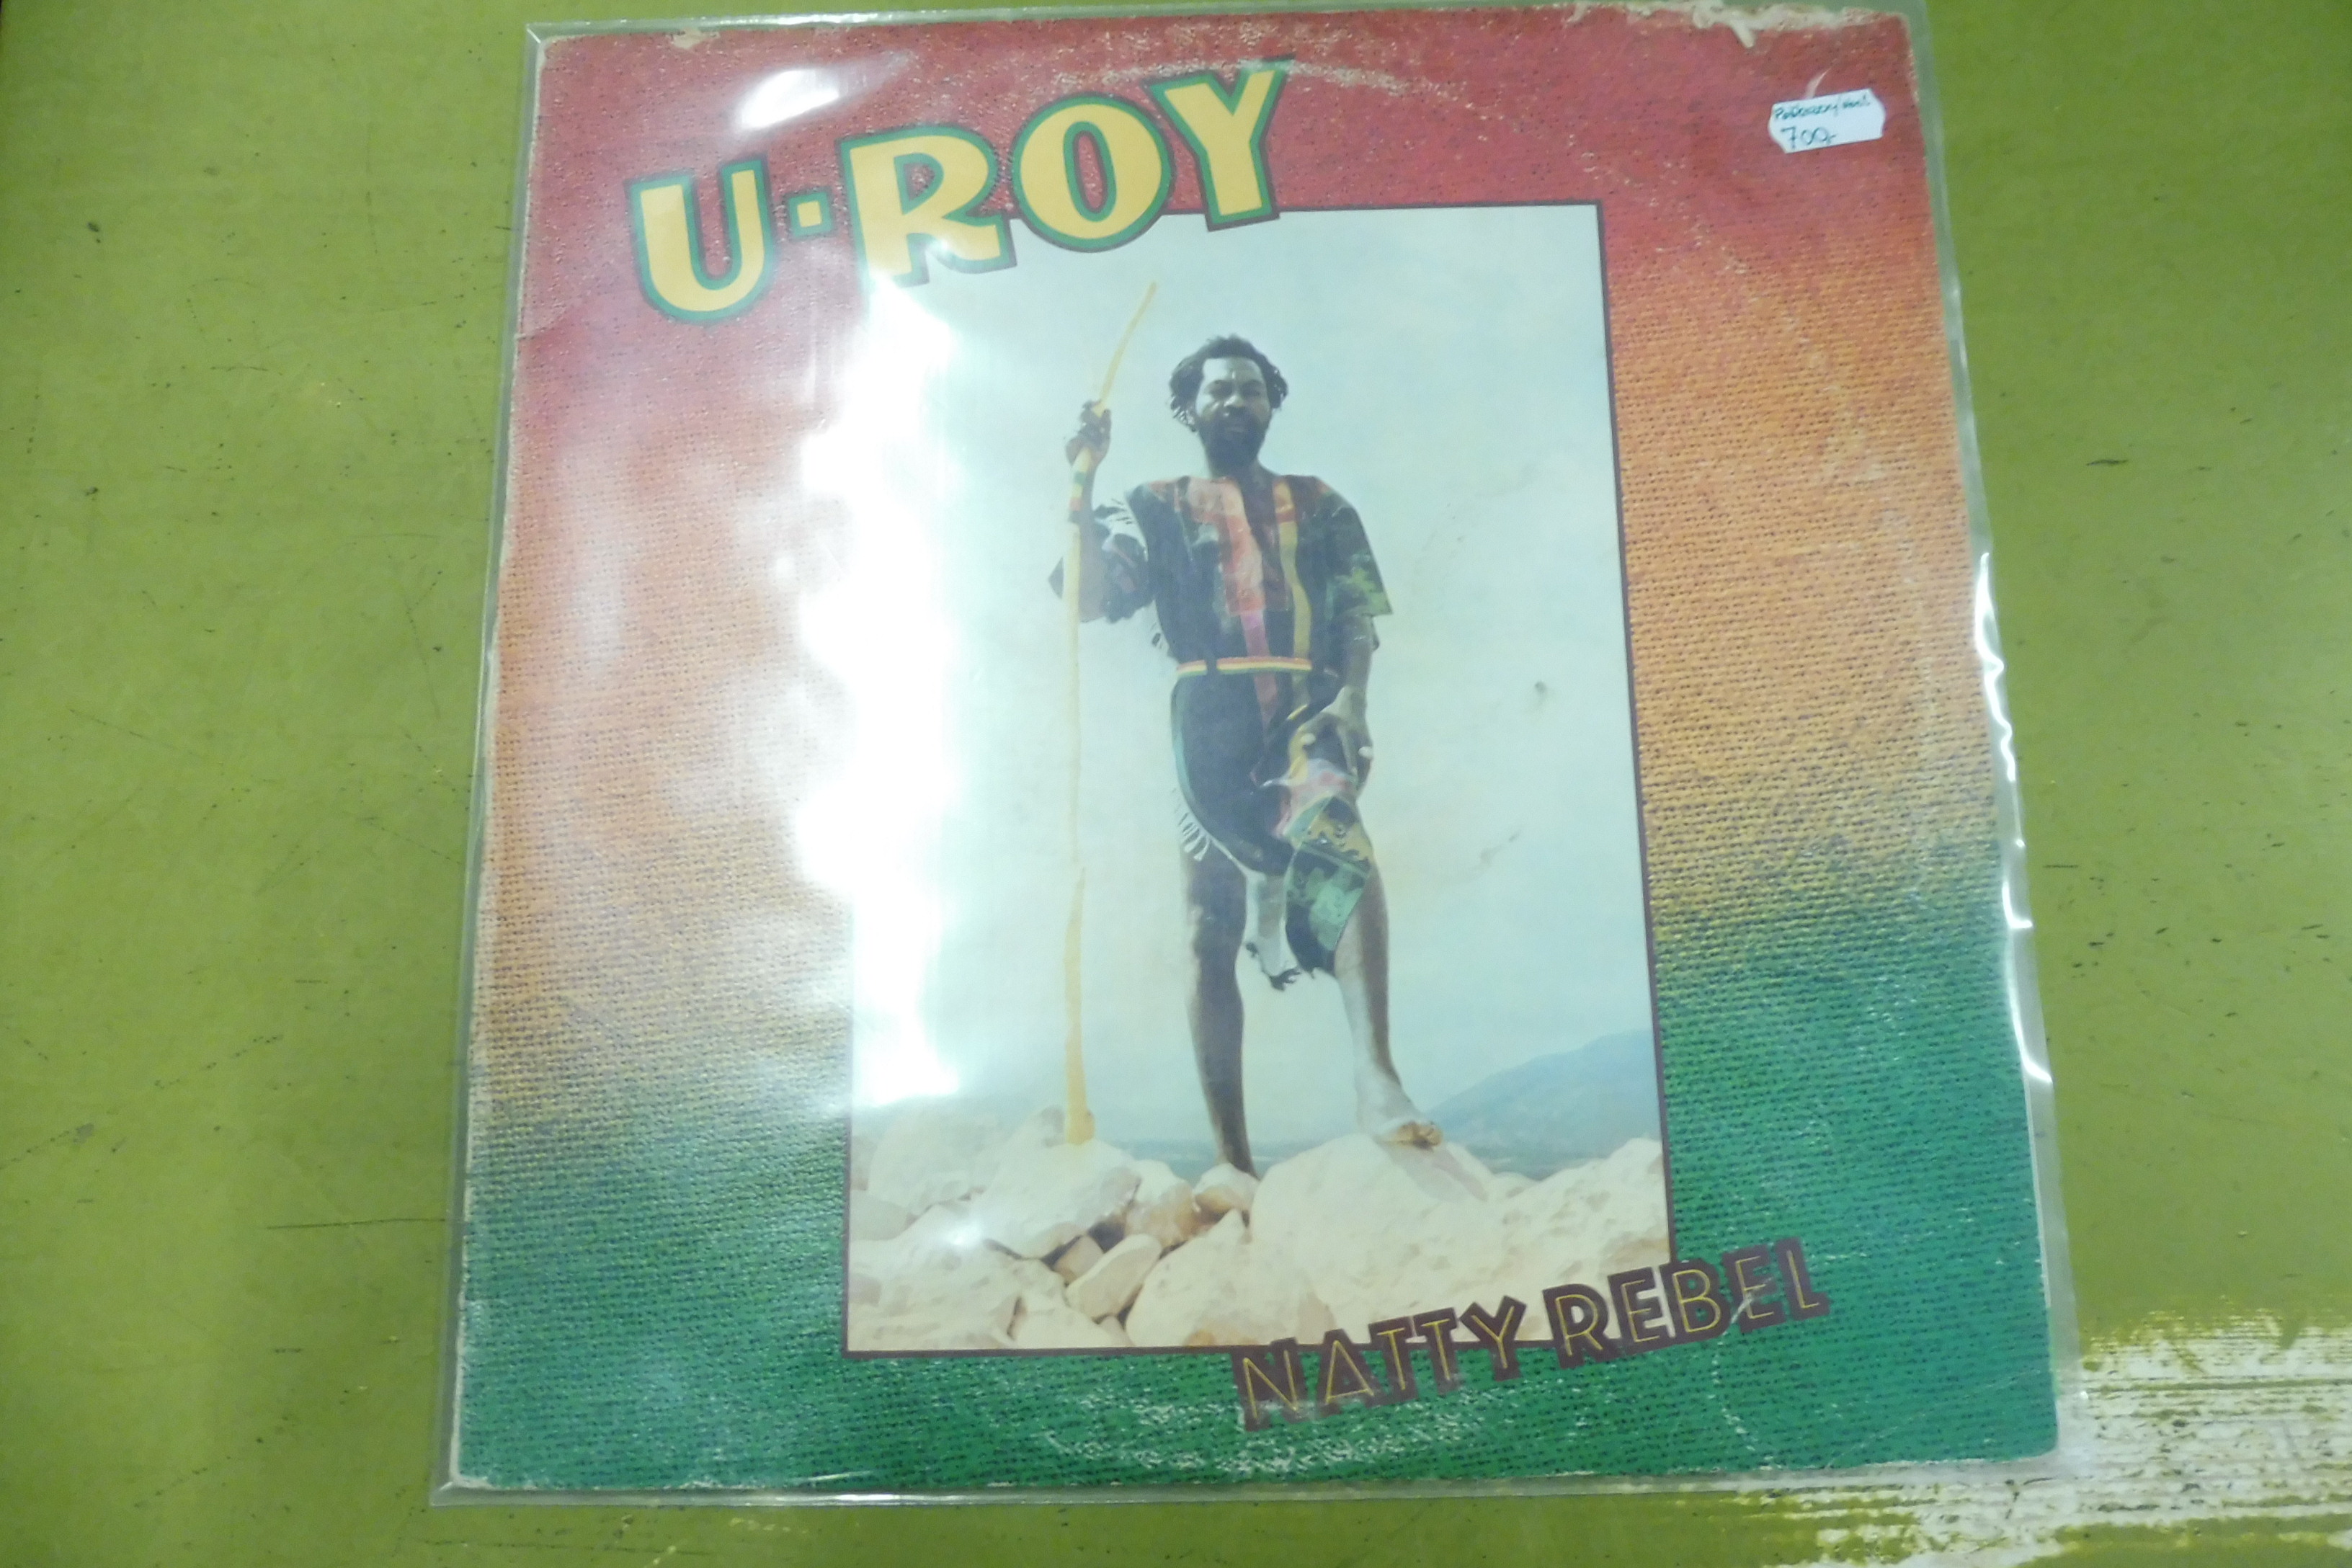 U·ROY
700,-
NATTY REBEL